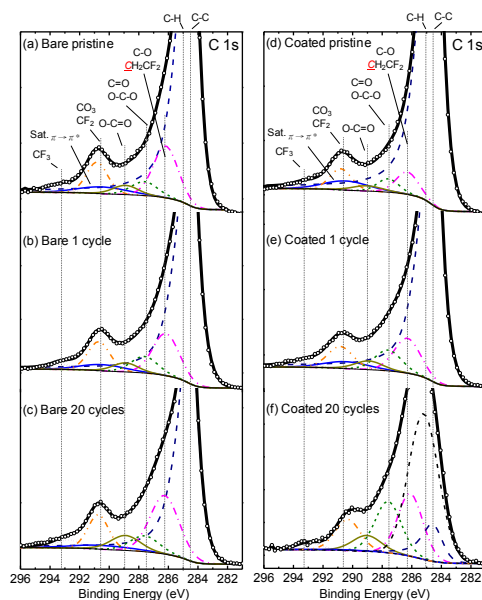 C-H C-C
(a) Bare pristine
C 1s
C-O
CH2CF2
C=O
O-C-O
CO3
CF2
O-C=O
Sat. π→π*
CF3
(b) Bare 1 cycle
(c) Bare 20 cycles
296 294 292 290 288 286 284 282
Binding Energy (eV)
C-H C-C
(d) Coated pristine
C 1s
C-O
CH2CF2
C=O
O-C-O
CO3
CF2
O-C=O
Sat. π→π*
CF3
(e) Coated 1 cycle
(f) Coated 20 cycles
296 294 292 290 288 286 284 282
Binding Energy (eV)